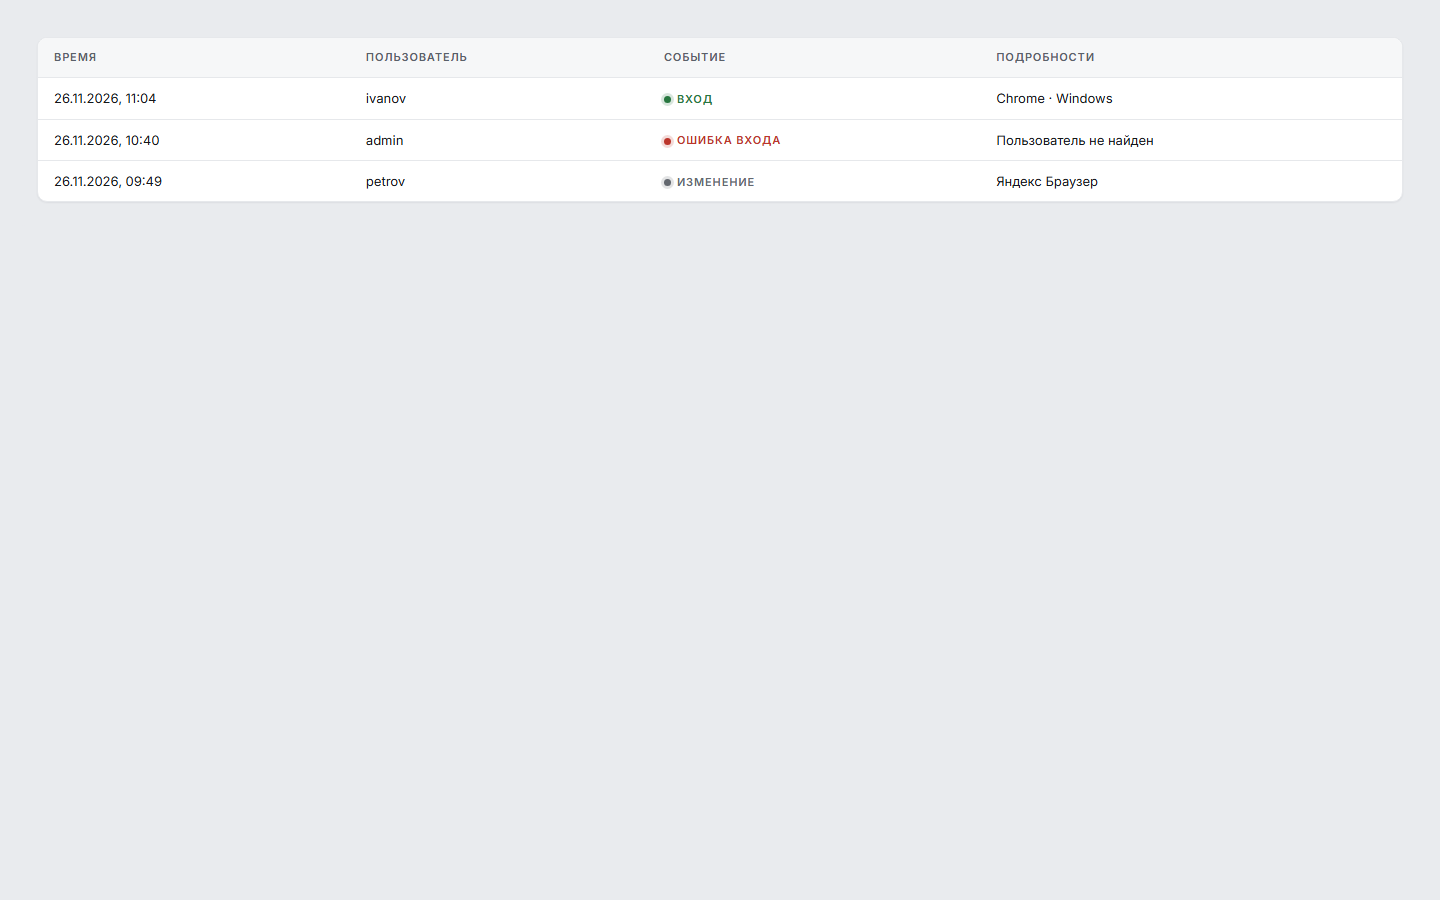 ВРЕМЯ ПОЛЬЗОВАТЕЛЬ СОБЫТИЕ ПОДРОБНОСТИ
26.11.2026, 11:04 ivanov ВХОД Chrome · Windows
26.11.2026, 10:40 admin ОШИБКА ВХОДА Пользователь не найден
26.11.2026, 09:49 petrov ИЗМЕНЕНИЕ Яндекс Браузер